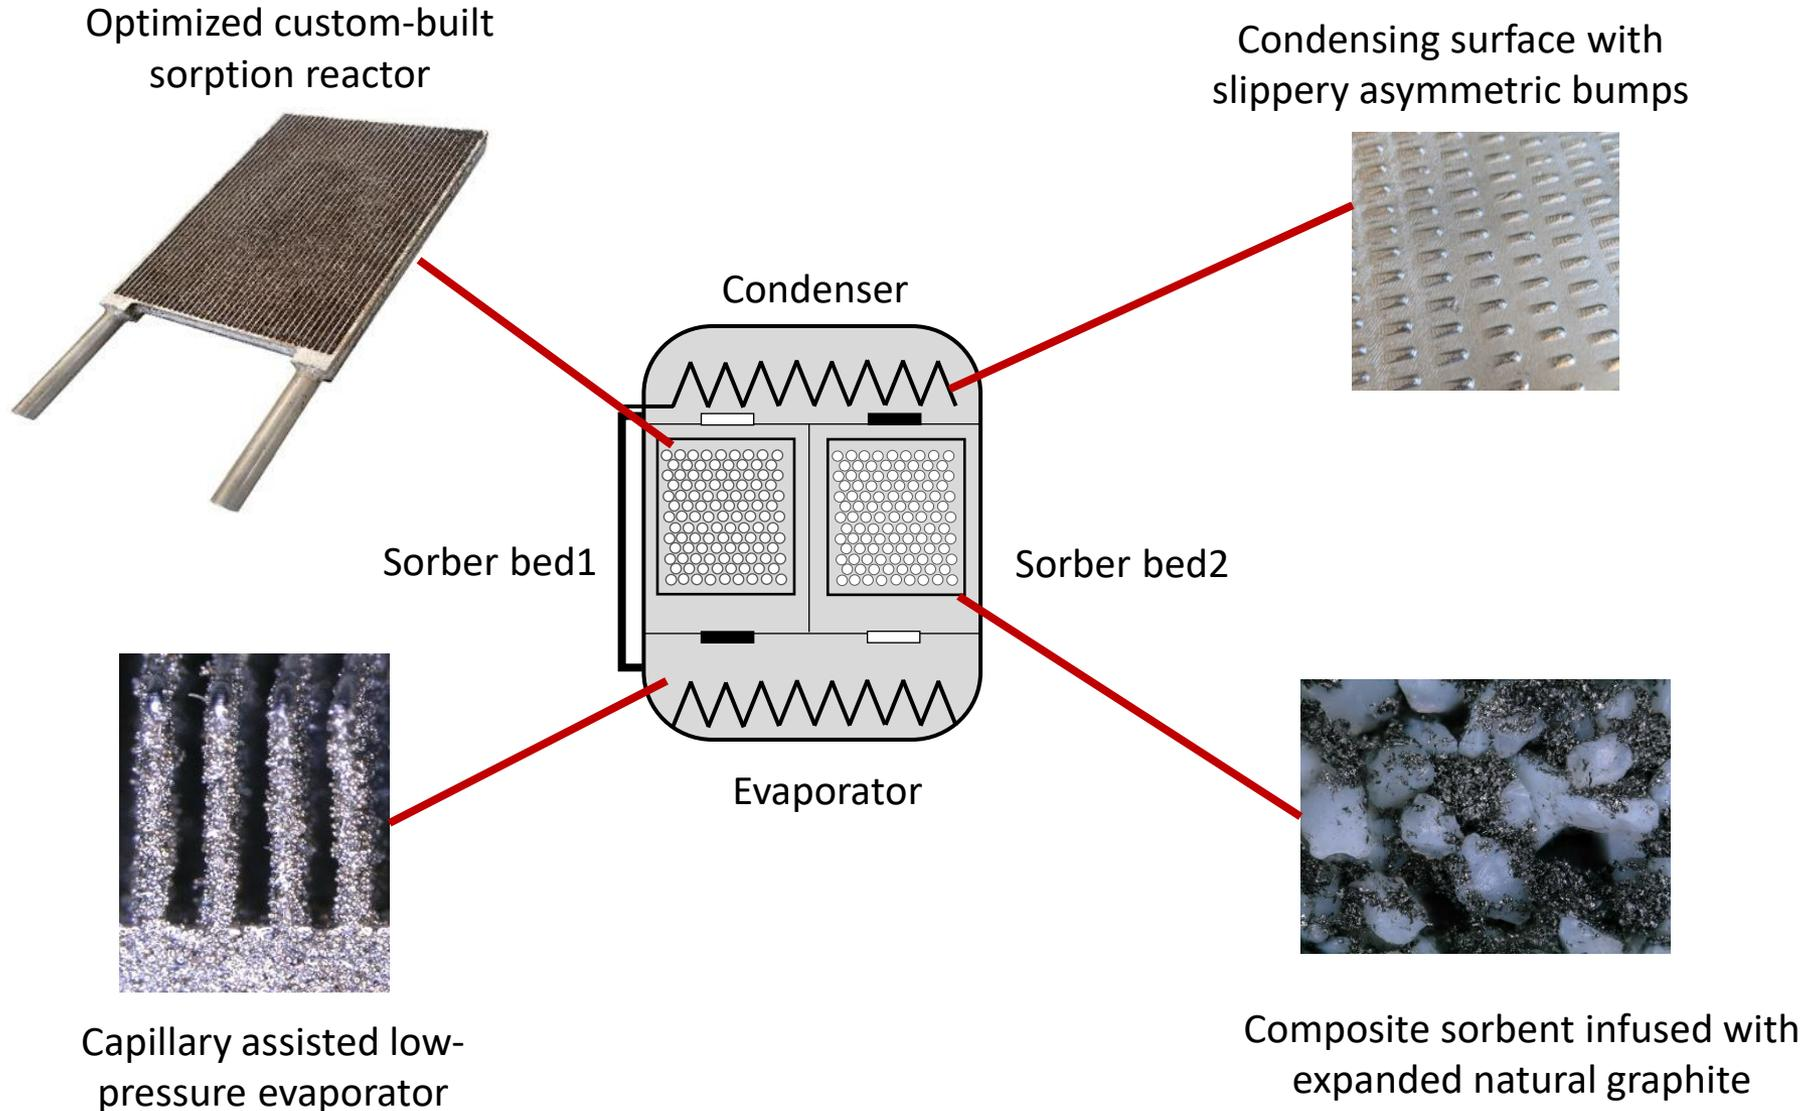 Optimized custom-built
sorption reactor
Condensing surface with
slippery asymmetric bumps
Condenser
Sorber bed1
Sorber bed2
Evaporator
Capillary assisted low-
pressure evaporator
Composite sorbent infused with
expanded natural graphite